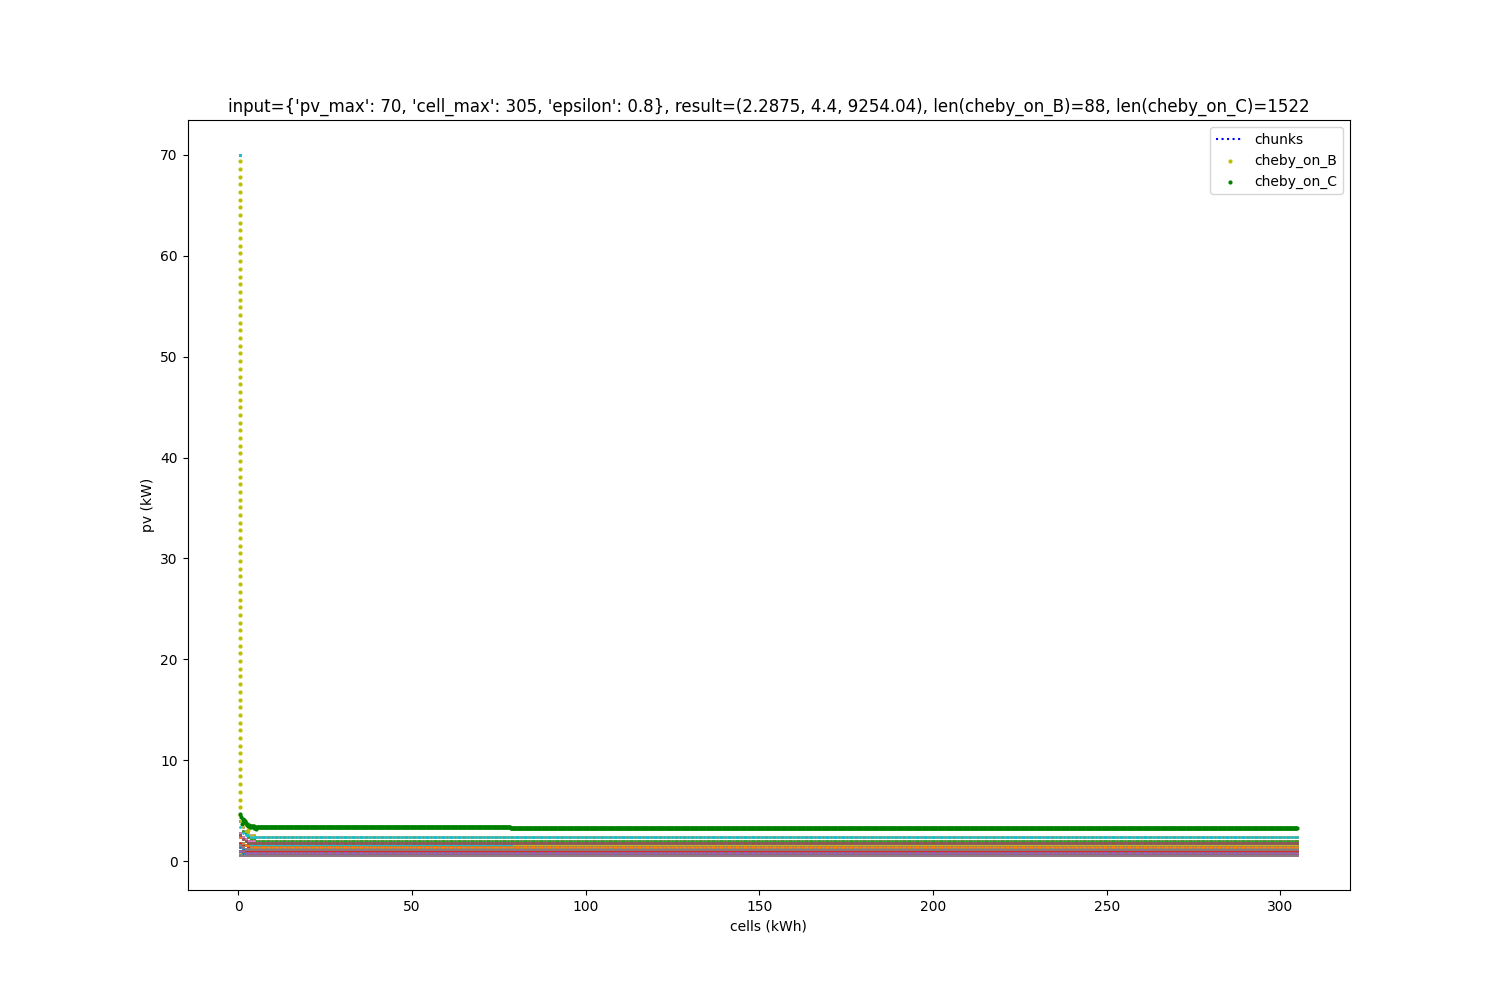 input={'pv_max': 70, 'cell_max': 305, 'epsilon': 0.8}, result=(2.2875, 4.4, 9254.04), len(cheby_on_B)=88, len(cheby_on_C)=1522
chunks
cheby_on_B
cheby_on_C
70
60
50
40
30
20
10
0
pv (kW)
0 50 100 150 200 250 300
cells (kWh)